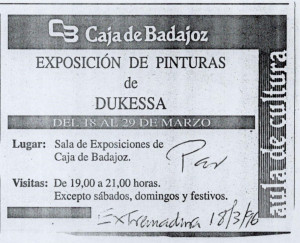 CB Caja de Badajoz
EXPOSICIÓN DE PINTURAS
de
DUKESSA
DEL 18 AL 29 DE MARZO
Lugar: Sala de Exposiciones de
Caja de Badajoz.
Visitas: De 19,00 a 21,00 horas.
Excepto sábados, domingos y festivos.
aula de cultura
Extremadura 18/3/96